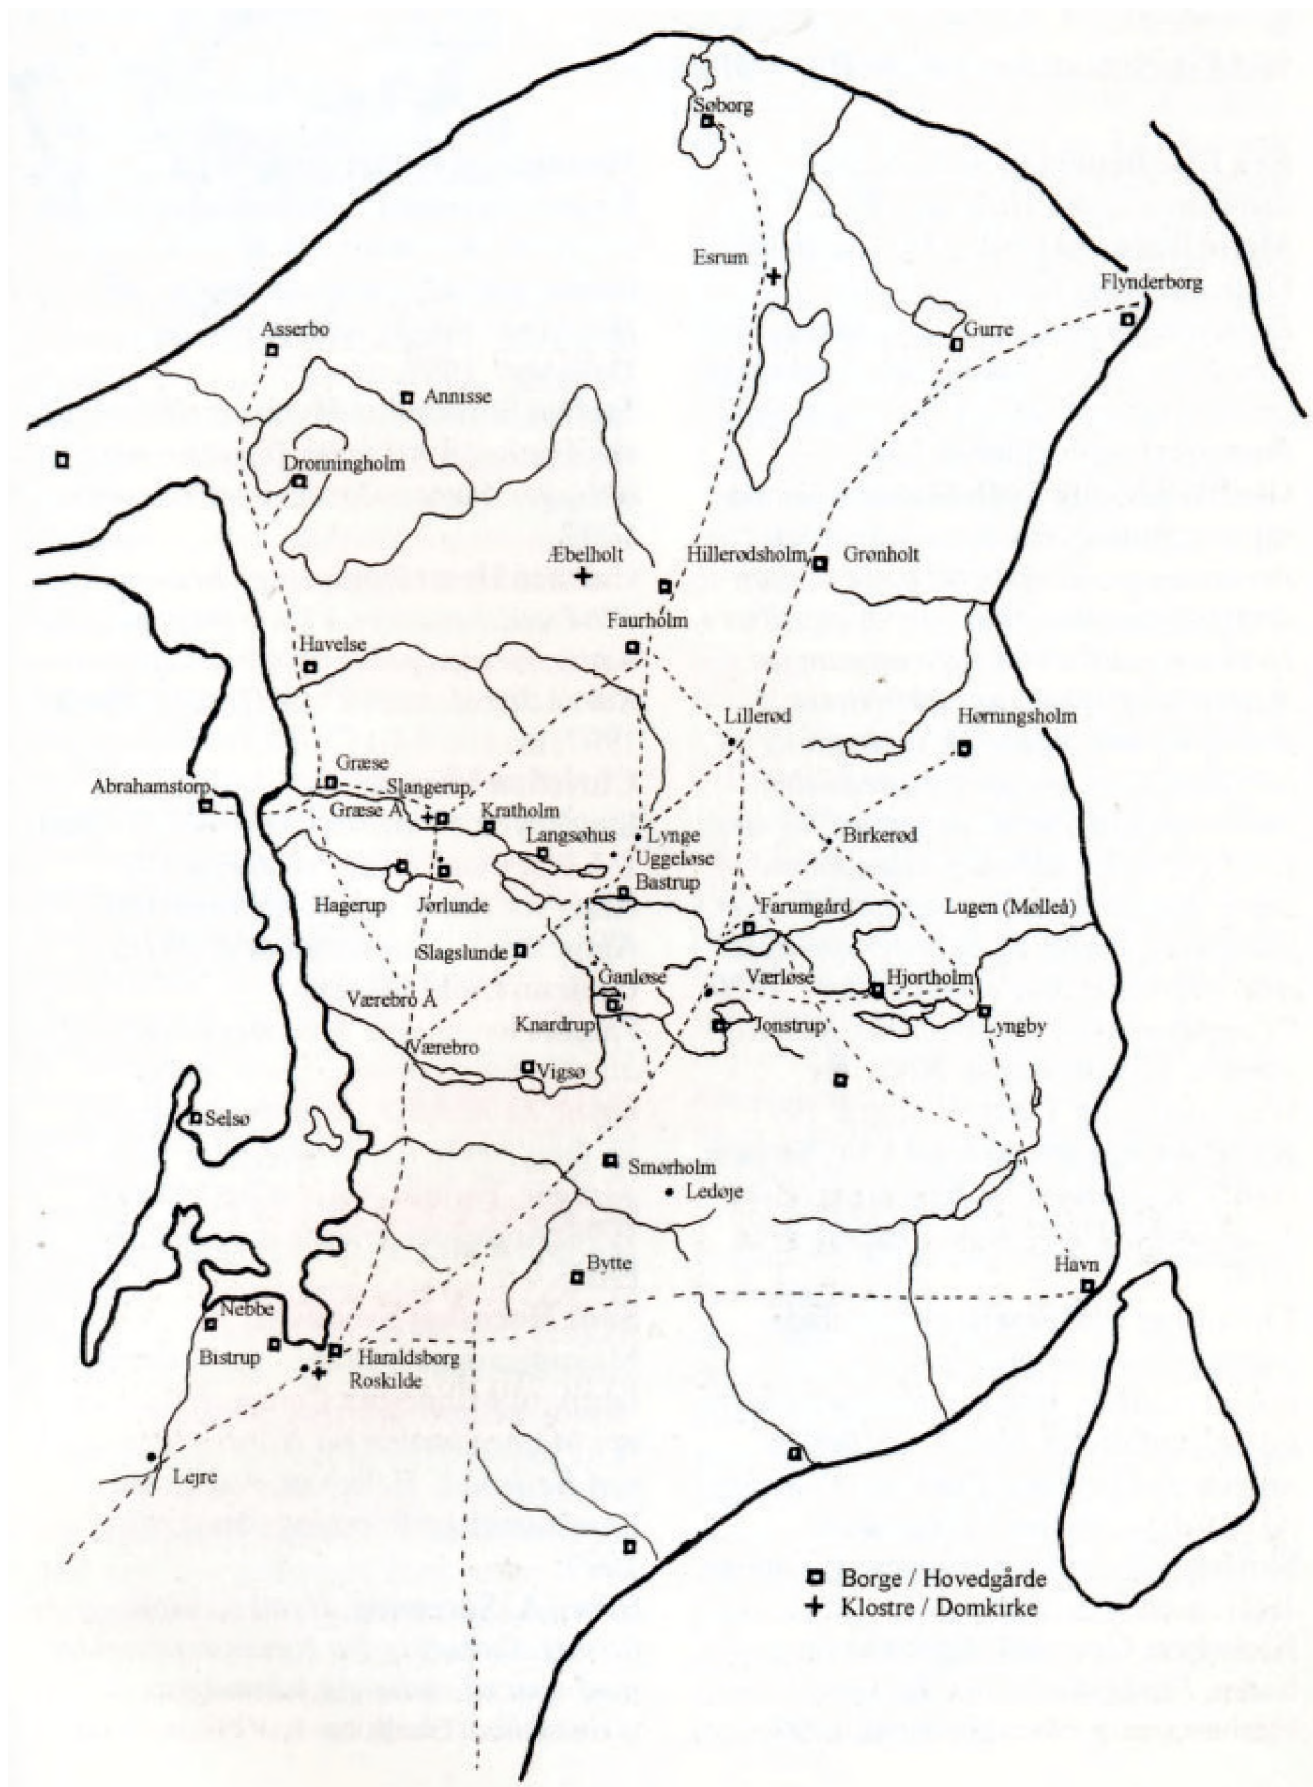 Søborg
Esrum
Flynderborg
Asserbo
Gurre
Annisse
Dronningholm
Æbelholt
Hillerødsholm
Grønholt
Faurholm
Havelse
Lillerød
Hørningsholm
Græse
Abrahamstorp
Slangerup
Græse Å
Kratholm
Langsøhus
Lynge
Birkerød
Uggeløse
Bastrup
Hagerup
Jørlunde
Farumgård
Lugen (Mølleå)
Slagslunde
Ganløse
Værløse
Hjortholm
Værebro Å
Knardrup
Jonstrup
Lyngby
Værebro
Vigsø
Selsø
Smørholm
Ledøje
Bytte
Havn
Nebbe
Bistrup
Haraldsborg
Roskilde
Lejre
Borge / Hovedgårde
Klostre / Domkirke